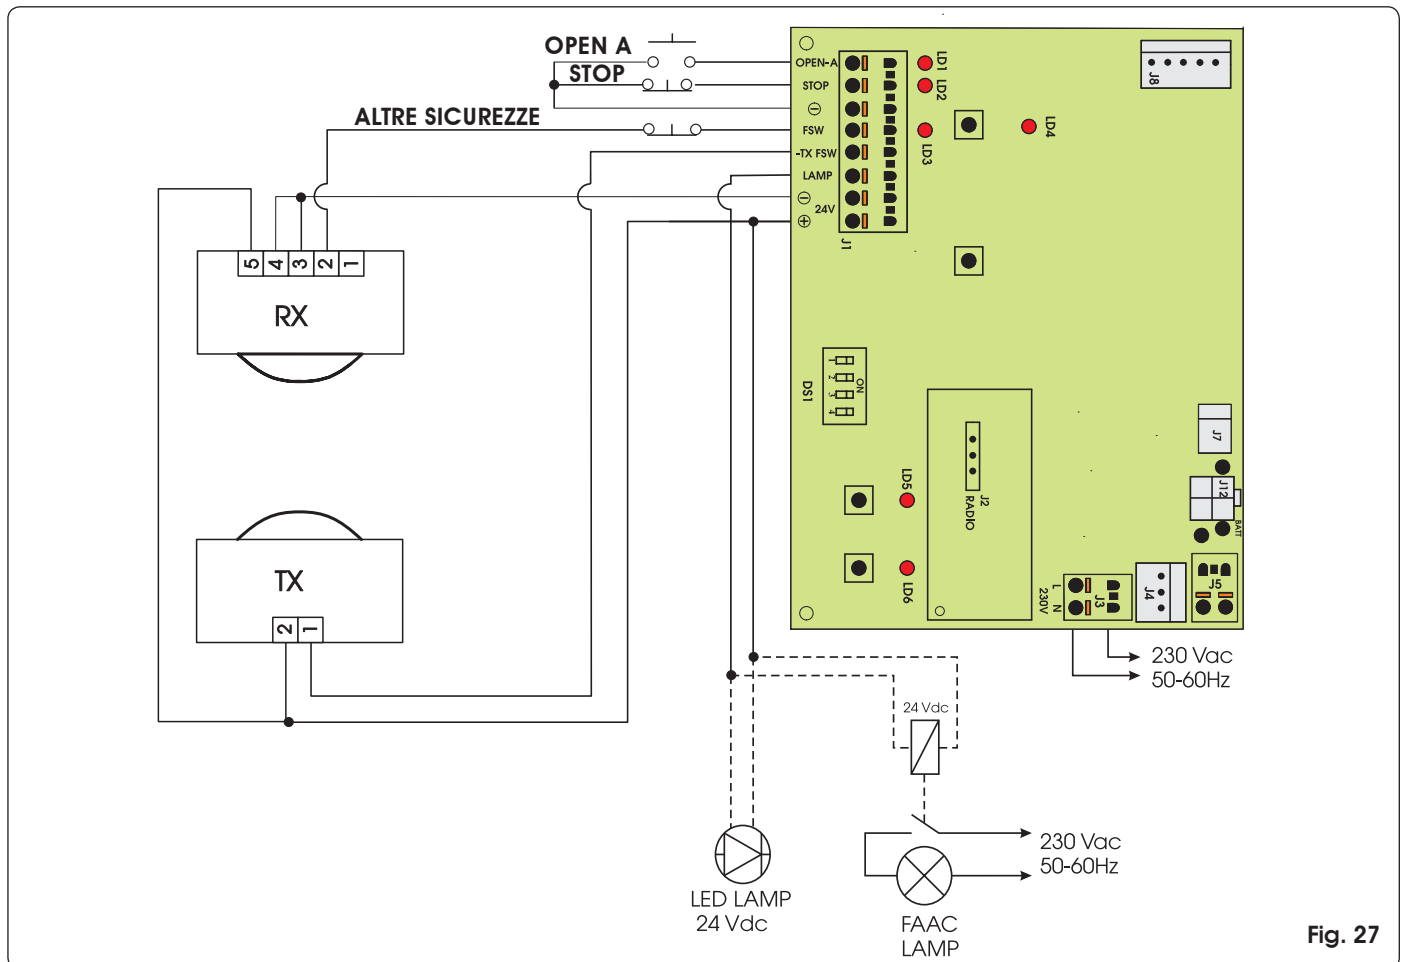 OPEN A
STOP
ALTRE SICUREZZE
OPEN-A
STOP
⊖
FSW
-TX FSW
LAMP
⊖
24V
⊕
J1
LD1
LD2
LD3
LD4
J8
5 4 3 2 1
RX
TX
2 1
DS1
1
2
3
4
ON
LD5
LD6
J2
RADIO
J7
J12
BATT
L
N
230V
J3
J4
J5
230 Vac
50-60Hz
24 Vdc
230 Vac
50-60Hz
LED LAMP
24 Vdc
FAAC
LAMP
Fig. 27